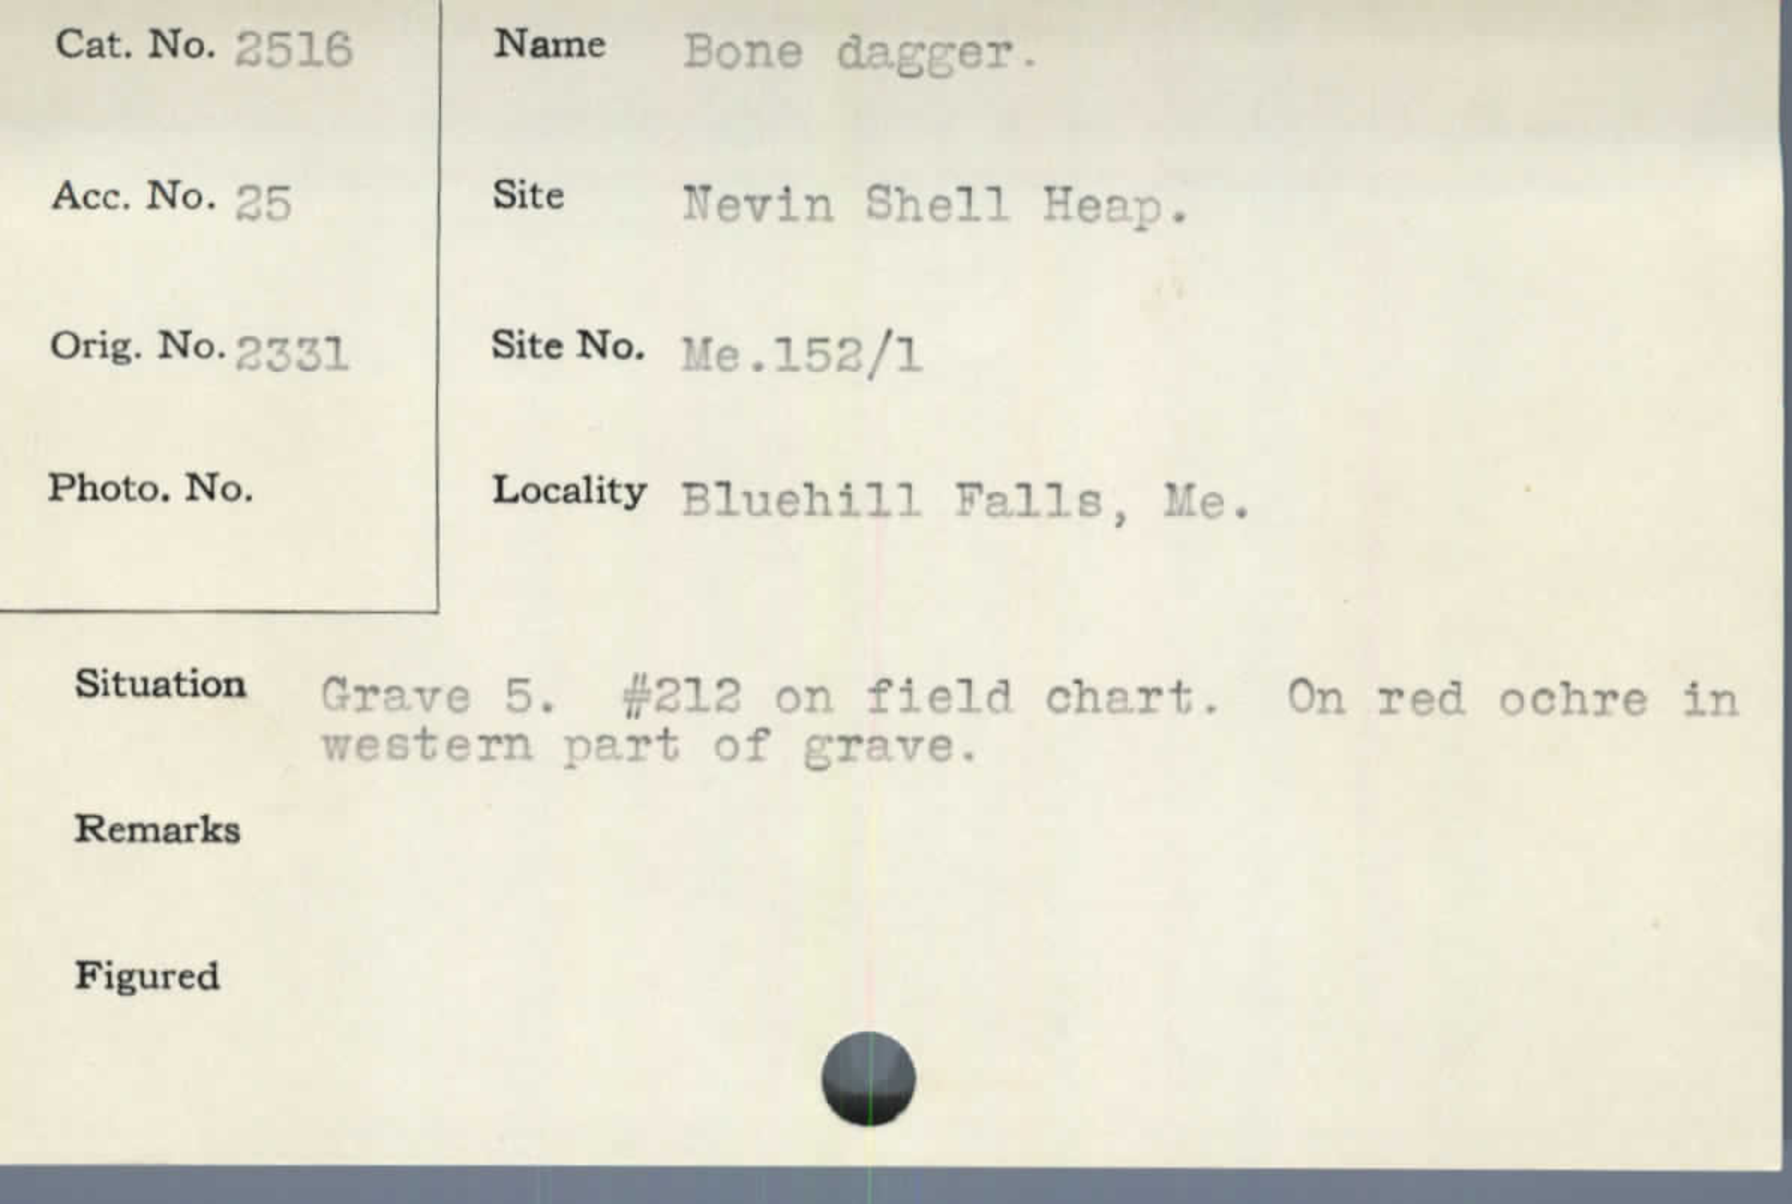 Cat. No. 2516
Name Bone dagger.
Acc. No. 25
Site Nevin Shell Heap.
Orig. No. 2331
Site No. Me.152/1
Photo. No.
Locality Bluehill Falls, Me.
Situation Grave 5. #212 on field chart. On red ochre in
western part of grave.
Remarks
Figured